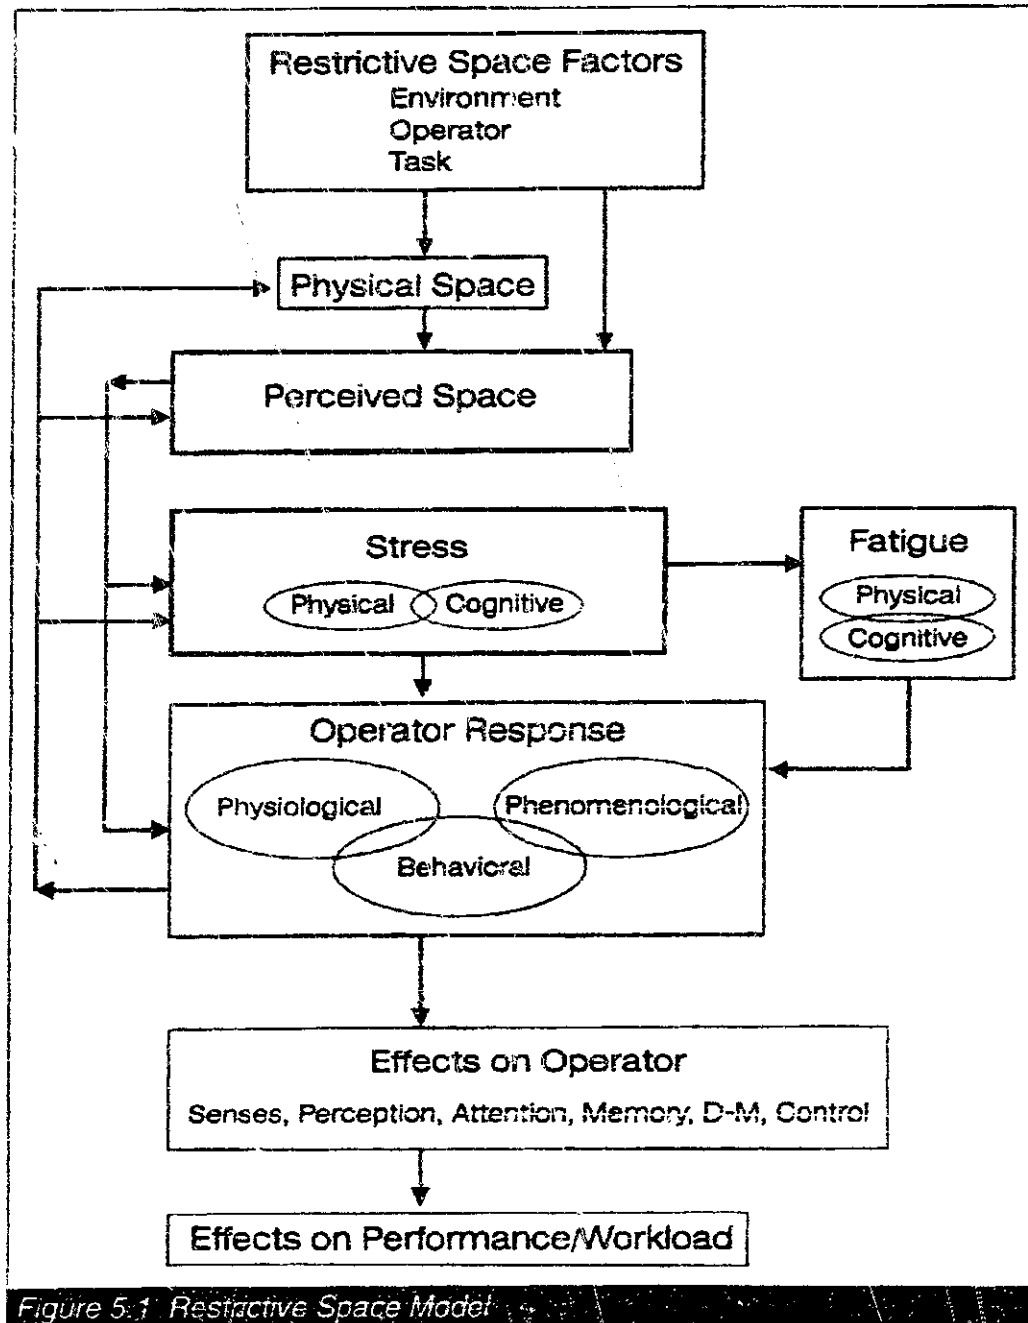 Restrictive Space Factors
Environment
Operator
Task
Physical Space
Perceived Space
Stress
Physical
Cognitive
Fatigue
Physical
Cognitive
Operator Response
Physiological
Phenomenological
Behavioral
Effects on Operator
Senses, Perception, Attention, Memory, D-M, Control
Effects on Performance/Workload
Figure 5.1 Restrictive Space Model